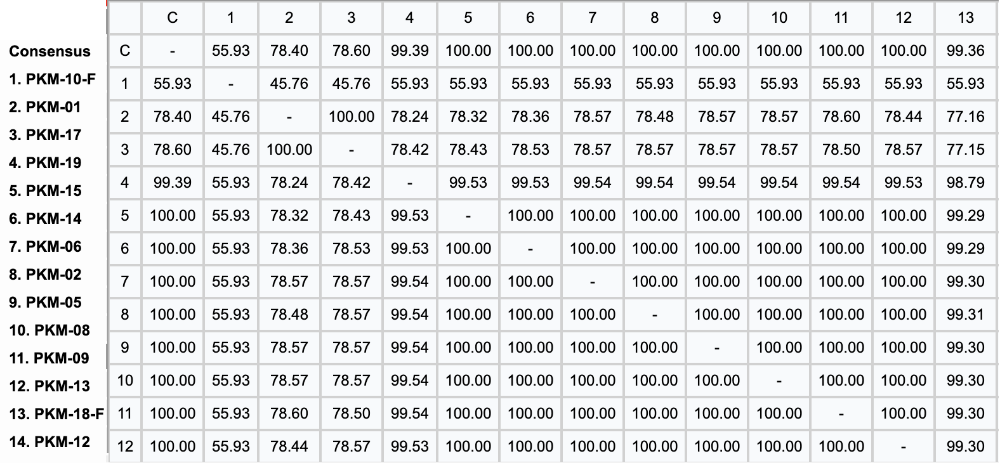 C 1 2 3 4 5 6 7 8 9 10 11 12 13
Consensus C - 55.93 78.40 78.60 99.39 100.00 100.00 100.00 100.00 100.00 100.00 100.00 100.00 99.36
1. PKM-10-F 1 55.93 - 45.76 45.76 55.93 55.93 55.93 55.93 55.93 55.93 55.93 55.93 55.93 55.93
2. PKM-01 2 78.40 45.76 - 100.00 78.24 78.32 78.36 78.57 78.48 78.57 78.57 78.60 78.44 77.16
3. PKM-17 3 78.60 45.76 100.00 - 78.42 78.43 78.53 78.57 78.57 78.57 78.57 78.50 78.57 77.15
4. PKM-19 4 99.39 55.93 78.24 78.42 - 99.53 99.53 99.54 99.54 99.54 99.54 99.54 99.53 98.79
5. PKM-15 5 100.00 55.93 78.32 78.43 99.53 - 100.00 100.00 100.00 100.00 100.00 100.00 100.00 99.29
6. PKM-14 6 100.00 55.93 78.36 78.53 99.53 100.00 - 100.00 100.00 100.00 100.00 100.00 100.00 99.29
7. PKM-06 7 100.00 55.93 78.57 78.57 99.54 100.00 100.00 - 100.00 100.00 100.00 100.00 100.00 99.30
8. PKM-02 8 100.00 55.93 78.48 78.57 99.54 100.00 100.00 100.00 - 100.00 100.00 100.00 100.00 99.31
9. PKM-05 9 100.00 55.93 78.57 78.57 99.54 100.00 100.00 100.00 100.00 - 100.00 100.00 100.00 99.30
10. PKM-08 10 100.00 55.93 78.57 78.57 99.54 100.00 100.00 100.00 100.00 100.00 - 100.00 100.00 99.30
11. PKM-09 11 100.00 55.93 78.60 78.50 99.54 100.00 100.00 100.00 100.00 100.00 100.00 - 100.00 99.30
12. PKM-13 12 100.00 55.93 78.44 78.57 99.53 100.00 100.00 100.00 100.00 100.00 100.00 100.00 - 99.30
13. PKM-18-F
14. PKM-12